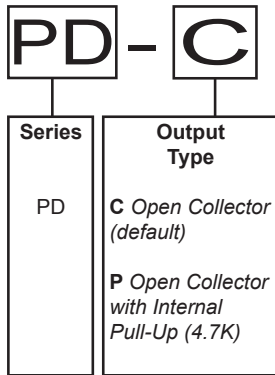 PD - C
Series
PD
Output
Type
C Open Collector
(default)
P Open Collector
with Internal
Pull-Up (4.7K)